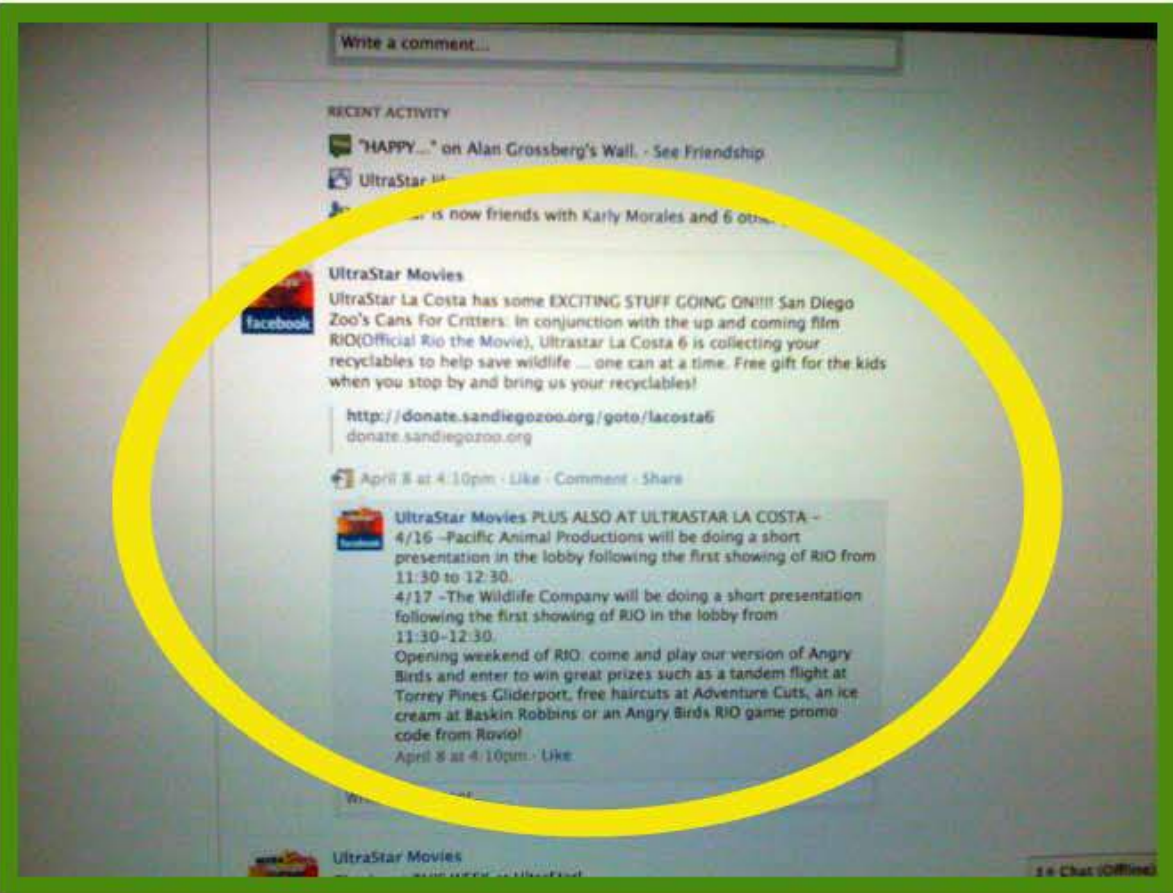 Write a comment...
RECENT ACTIVITY
"HAPPY..." on Alan Grossberg's Wall. - See Friendship
UltraStar
is now friends with Karly Morales and 6
UltraStar Movies
UltraStar La Costa has some EXCITING STUFF GOING ON!!!! San Diego
facebook
Zoo's Cans For Critters. In conjunction with the up and coming film
RIO(Official Rio the Movie), Ultrastar La Costa 6 is collecting your
recyclables to help save wildlife ... one can at a time. Free gift for the kids
when you stop by and bring us your recyclables!
http://donate.sandiegozoo.org/goto/lacosta6
donate.sandiegozoo.org
April 8 at 4:10pm · Like · Comment · Share
UltraStar Movies PLUS ALSO AT ULTRASTAR LA COSTA -
facebook
4/16 -Pacific Animal Productions will be doing a short
presentation in the lobby following the first showing of RIO from
11:30 to 12:30.
4/17 -The Wildlife Company will be doing a short presentation
following the first showing of RIO in the lobby from
11:30-12:30.
Opening weekend of RIO: come and play our version of Angry
Birds and enter to win great prizes such as a tandem flight at
Torrey Pines Gliderport, free haircuts at Adventure Cuts, an ice
cream at Baskin Robbins or an Angry Birds RIO game promo
code from Rovio!
April 8 at 4:10pm · Like
UltraStar Movies
Chat (Offline)